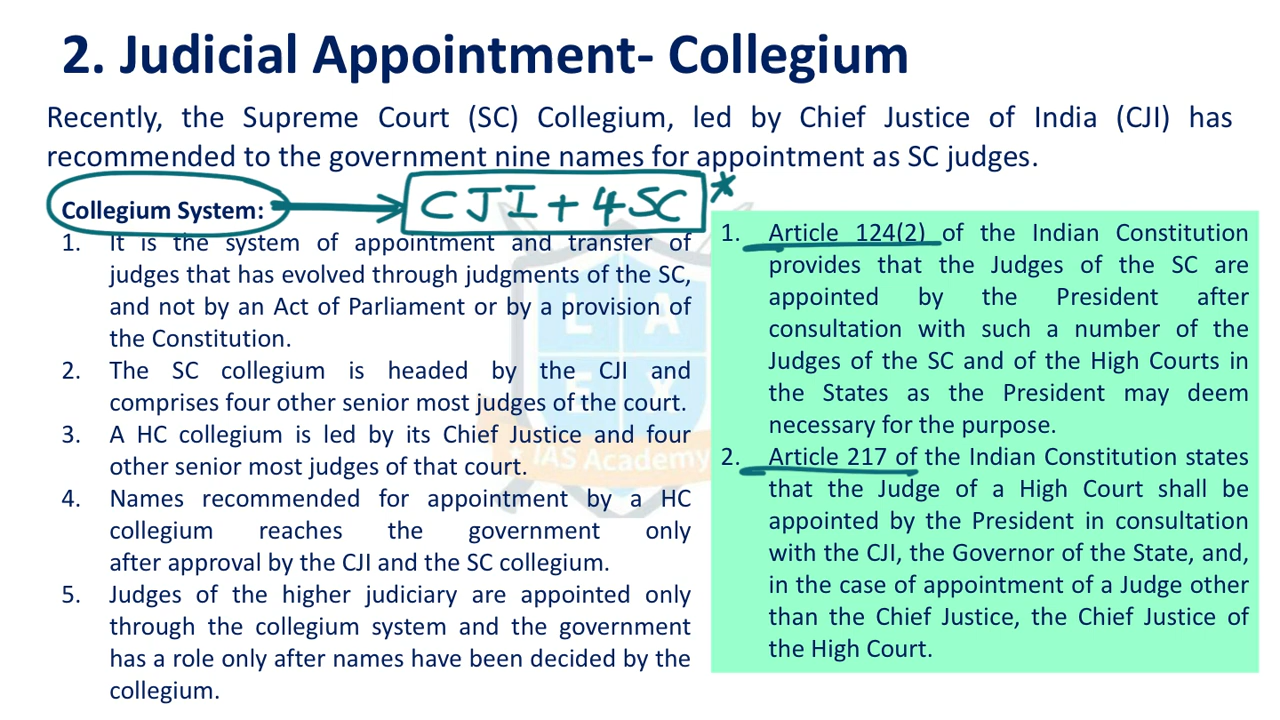 2. Judicial Appointment- Collegium
Recently, the Supreme Court (SC) Collegium, led by Chief Justice of India (CJI) has
recommended to the government nine names for appointment as SC judges.
Collegium System:
CJI + 4 SC *
1. It is the system of appointment and transfer of
judges that has evolved through judgments of the SC,
and not by an Act of Parliament or by a provision of
the Constitution.
2. The SC collegium is headed by the CJI and
comprises four other senior most judges of the court.
3. A HC collegium is led by its Chief Justice and four
other senior most judges of that court.
4. Names recommended for appointment by a HC
collegium reaches the government only
after approval by the CJI and the SC collegium.
5. Judges of the higher judiciary are appointed only
through the collegium system and the government
has a role only after names have been decided by the
collegium.
1. Article 124(2) of the Indian Constitution
provides that the Judges of the SC are
appointed by the President after
consultation with such a number of the
Judges of the SC and of the High Courts in
the States as the President may deem
necessary for the purpose.
2. Article 217 of the Indian Constitution states
that the Judge of a High Court shall be
appointed by the President in consultation
with the CJI, the Governor of the State, and,
in the case of appointment of a Judge other
than the Chief Justice, the Chief Justice of
the High Court.
L A
E X
IAS Academy